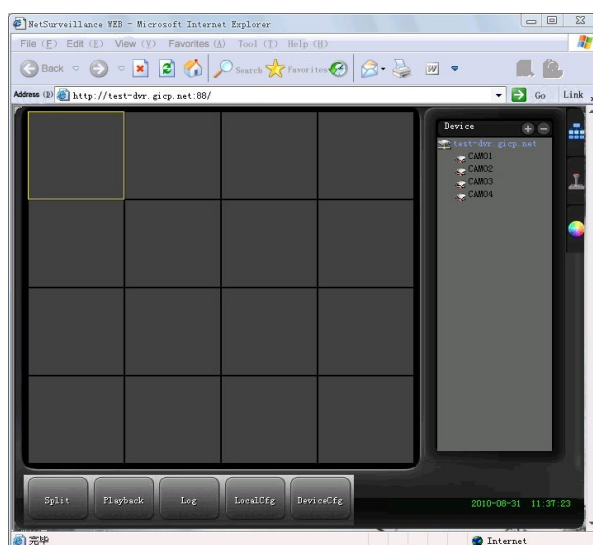 NetSurveillance WEB - Microsoft Internet Explorer
File (F) Edit (E) View (V) Favorites (A) Tool (T) Help (H)
Back Search Favorites
Address (D) http://test-dvr.gicp.net:88/ Go Link
Device
test-dvr.gicp.net
CAM01
CAM02
CAM03
CAM04
Split Playback Log LocalCfg DeviceCfg
2010-08-31 11:37:23
完毕 Internet